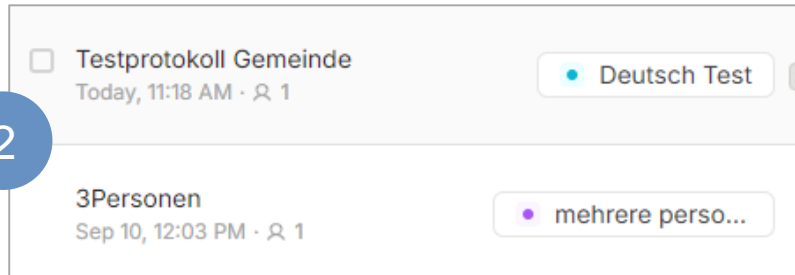 Testprotokoll Gemeinde
Today, 11:18 AM · 1
Deutsch Test
2
3Personen
Sep 10, 12:03 PM · 1
mehrere perso...